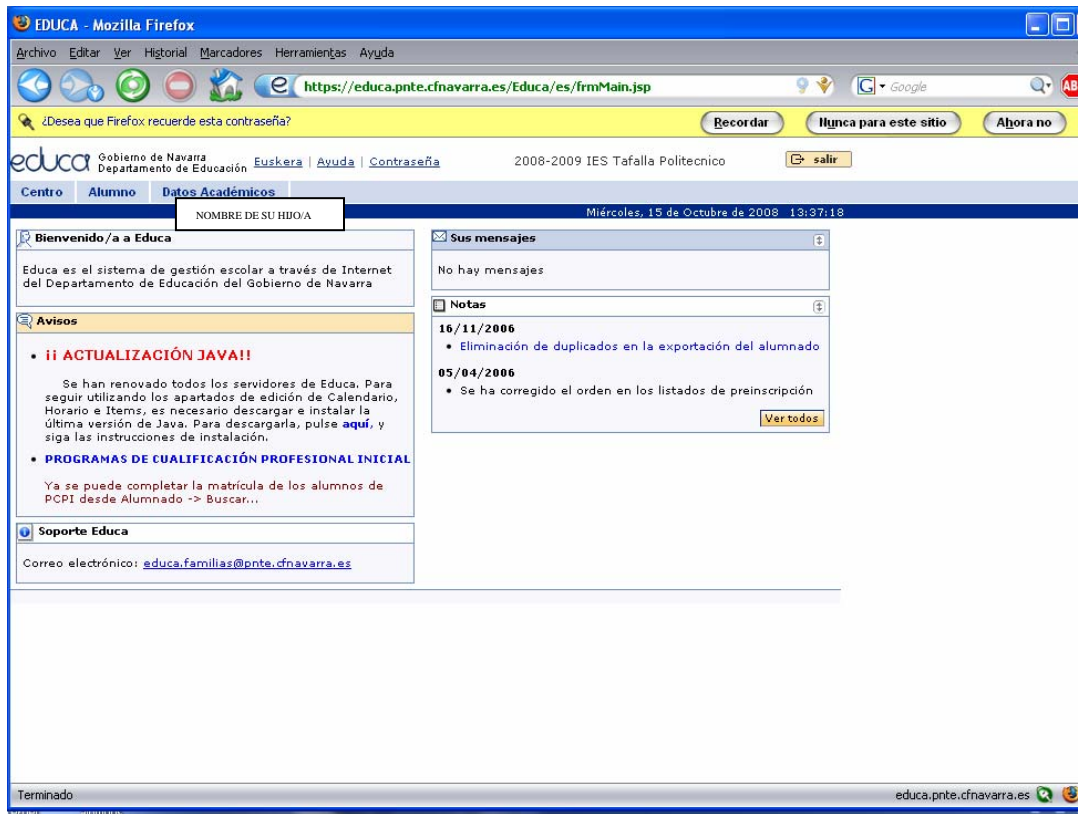 EDUCA - Mozilla Firefox
Archivo Editar Ver Historial Marcadores Herramientas Ayuda
https://educa.pnte.cfnavarra.es/Educa/es/frmMain.jsp
G Google
AB
¿Desea que Firefox recuerde esta contraseña?
Recordar
Nunca para este sitio
Ahora no
educa
Gobierno de Navarra
Departamento de Educación
Euskera | Ayuda | Contraseña
2008-2009 IES Tafalla Politecnico
salir
Centro Alumno Datos Académicos
NOMBRE DE SU HIJO/A
Miércoles, 15 de Octubre de 2008 13:37:18
Bienvenido/a a Educa
Educa es el sistema de gestión escolar a través de Internet
del Departamento de Educación del Gobierno de Navarra
Avisos
• ¡¡ ACTUALIZACIÓN JAVA!!
Se han renovado todos los servidores de Educa. Para
seguir utilizando los apartados de edición de Calendario,
Horario e Items, es necesario descargar e instalar la
última versión de Java. Para descargarla, pulse aquí, y
siga las instrucciones de instalación.
• PROGRAMAS DE CUALIFICACIÓN PROFESIONAL INICIAL
Ya se puede completar la matrícula de los alumnos de
PCPI desde Alumnado -> Buscar...
Soporte Educa
Correo electrónico: educa.familias@pnte.cfnavarra.es
Sus mensajes
No hay mensajes
Notas
16/11/2006
• Eliminación de duplicados en la exportación del alumnado
05/04/2006
• Se ha corregido el orden en los listados de preinscripción
Ver todos
Terminado
educa.pnte.cfnavarra.es